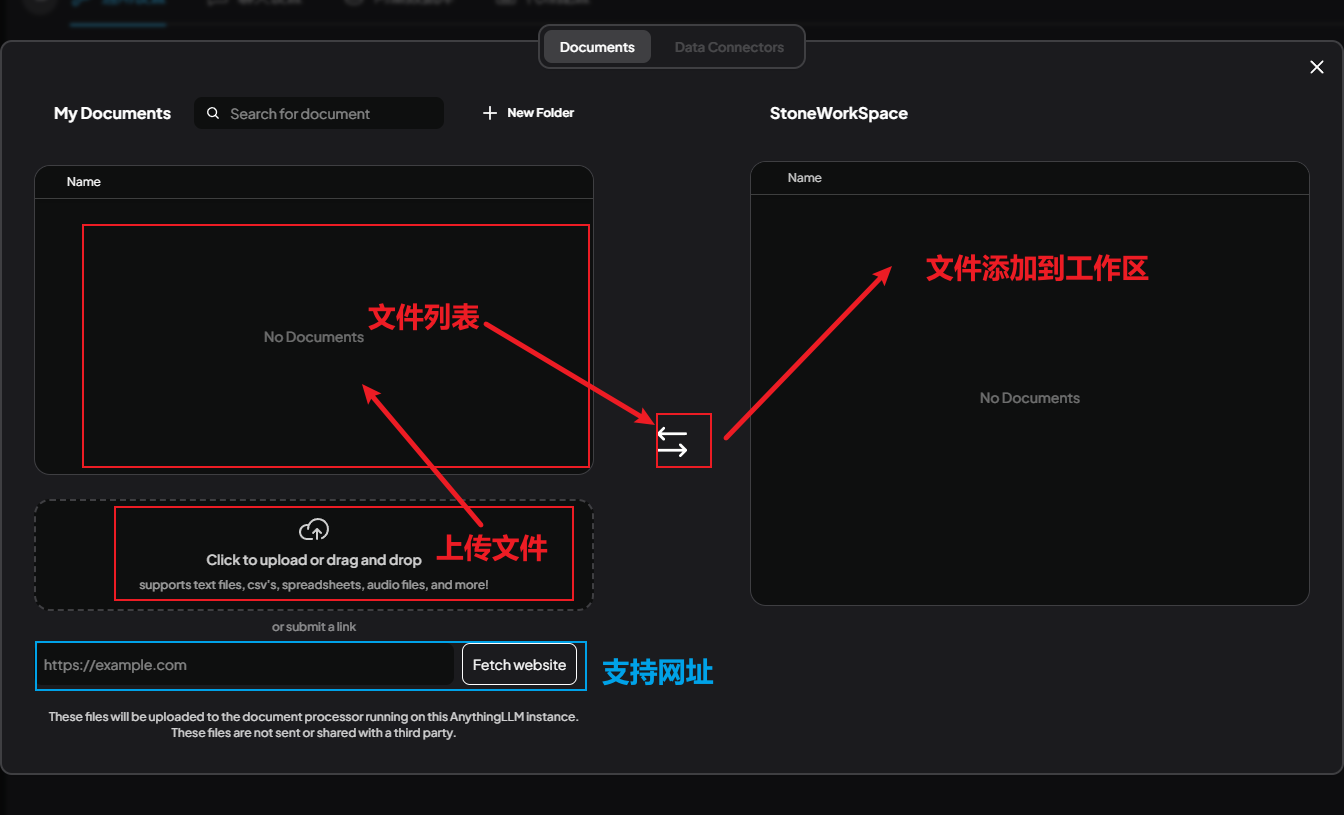 Documents
Data Connectors
My Documents
Search for document
New Folder
StoneWorkSpace
Name
Name
文件添加到工作区
文件列表
No Documents
No Documents
上传文件
Click to upload or drag and drop
supports text files, csv's, spreadsheets, audio files, and more!
or submit a link
https://example.com
Fetch website
支持网址
These files will be uploaded to the document processor running on this AnythingLLM instance.
These files are not sent or shared with a third party.